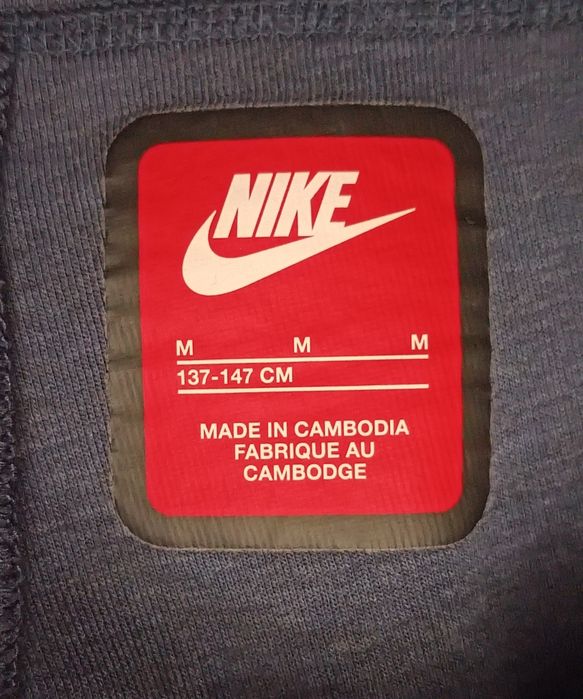 NIKE
M M M
137-147 CM
MADE IN CAMBODIA
FABRIQUE AU
CAMBODGE